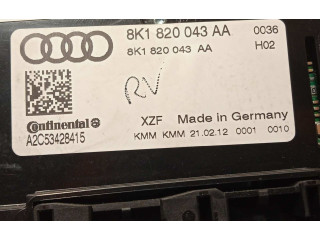 8K1 820 043 AA 0036
8K1 820 043 AA H02
RV
Continental
A2C53428415
XZF Made in Germany
KMM KMM 21.02.12 0001 0010